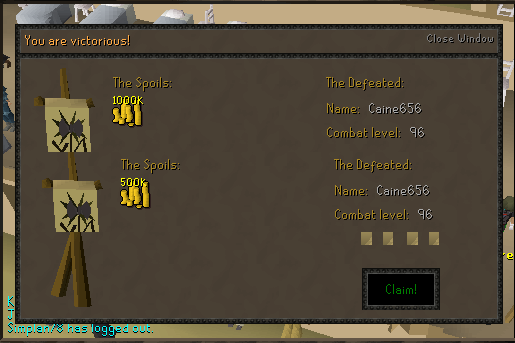 You are victorious!
Close Window
The Spoils:
1000K
The Defeated:
Name: Caine656
Combat level: 96
The Spoils:
500K
The Defeated:
Name: Caine656
Combat level: 96
Claim!
has logged out.